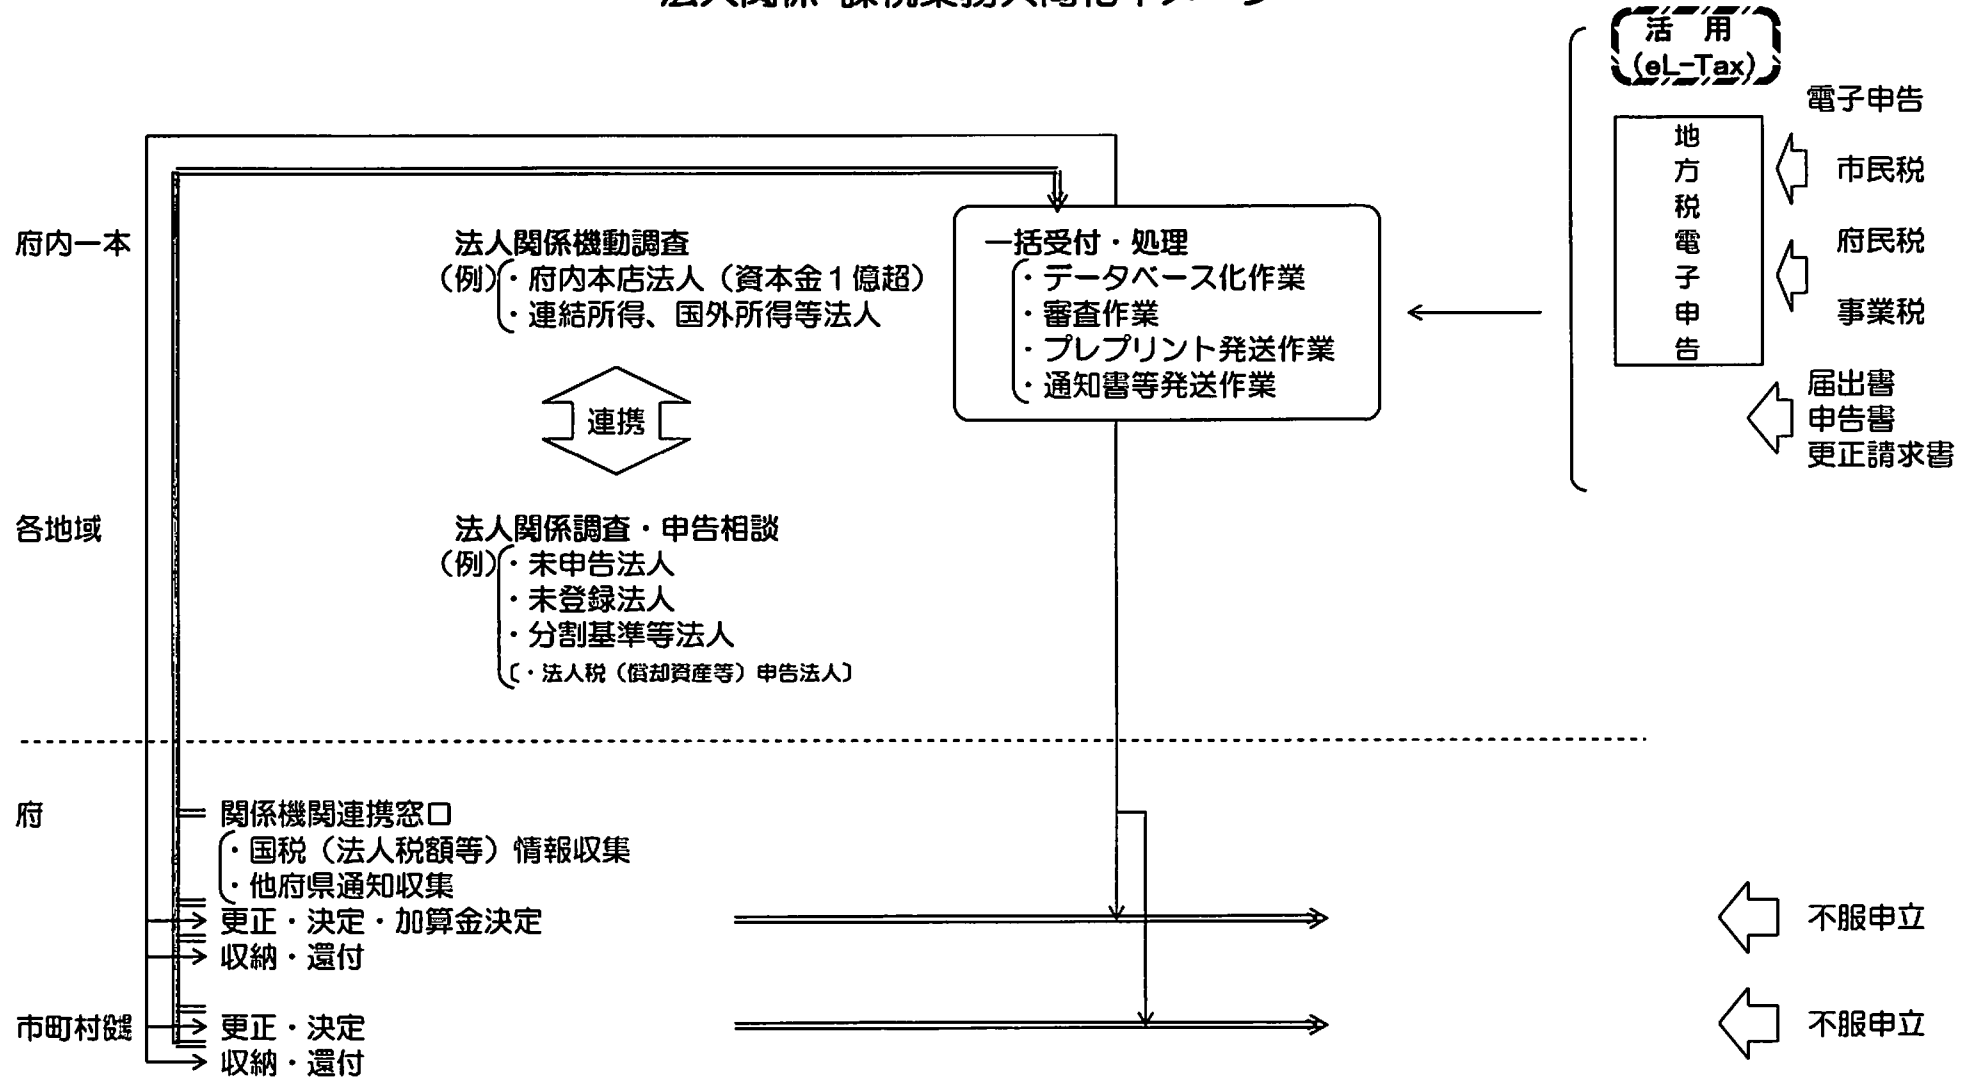 活 用
(eL-Tax)
電子申告
地方税電子申告
市民税
府民税
事業税
届出書
申告書
更正請求書
府内一本
法人関係機動調査
(例)・府内本店法人(資本金1億超)
・連結所得、国外所得等法人
一括受付・処理
・データベース化作業
・審査作業
・プレプリント発送作業
・通知書等発送作業
連携
各地域
法人関係調査・申告相談
(例)・未申告法人
・未登録法人
・分割基準等法人
〔・法人税(償却資産等)申告法人〕
府
関係機関連携窓口
・国税(法人税額等)情報収集
・他府県通知収集
更正・決定・加算金決定
不服申立
収納・還付
市町村
更正・決定
不服申立
収納・還付